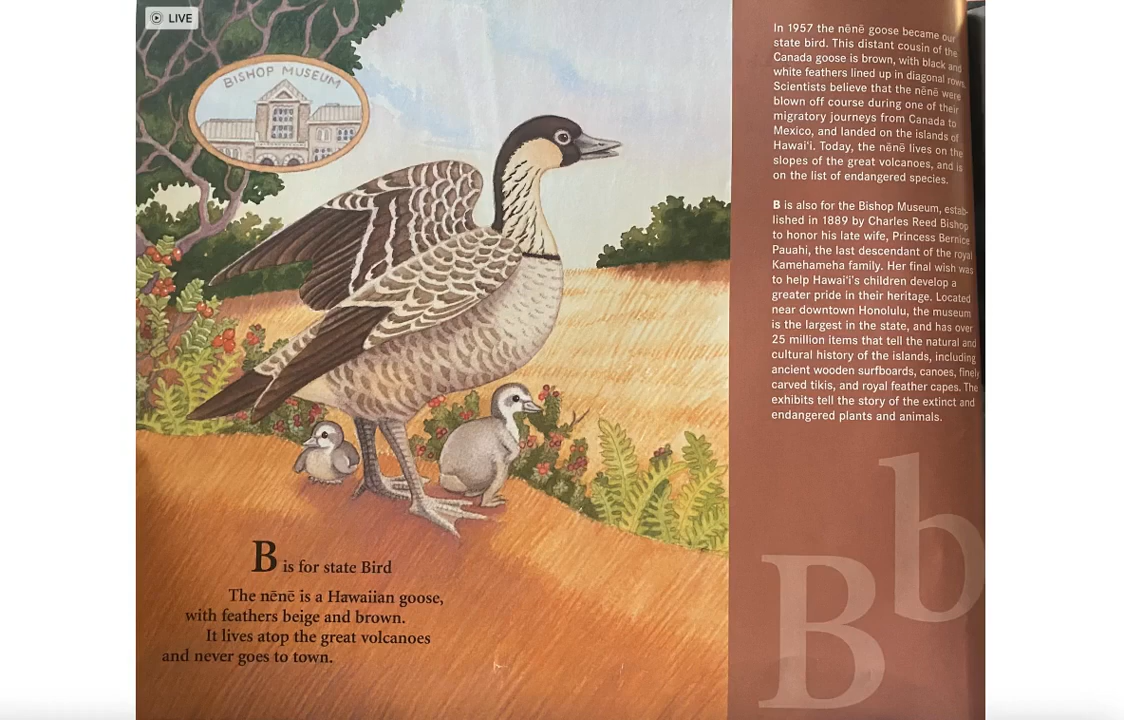 LIVE
BISHOP MUSEUM
B is for state Bird
The nēnē is a Hawaiian goose,
with feathers beige and brown.
It lives atop the great volcanoes
and never goes to town.
In 1957 the nēnē goose became our
state bird. This distant cousin of the
Canada goose is brown, with black and
white feathers lined up in diagonal rows.
Scientists believe that the nēnē were
blown off course during one of their
migratory journeys from Canada to
Mexico, and landed on the islands of
Hawai'i. Today, the nēnē lives on the
slopes of the great volcanoes, and is
on the list of endangered species.
B is also for the Bishop Museum, estab-
lished in 1889 by Charles Reed Bishop
to honor his late wife, Princess Bernice
Pauahi, the last descendant of the royal
Kamehameha family. Her final wish was
to help Hawai'i's children develop a
greater pride in their heritage. Located
near downtown Honolulu, the museum
is the largest in the state, and has over
25 million items that tell the natural and
cultural history of the islands, including
ancient wooden surfboards, canoes, finely
carved tikis, and royal feather capes. The
exhibits tell the story of the extinct and
endangered plants and animals.
Bb